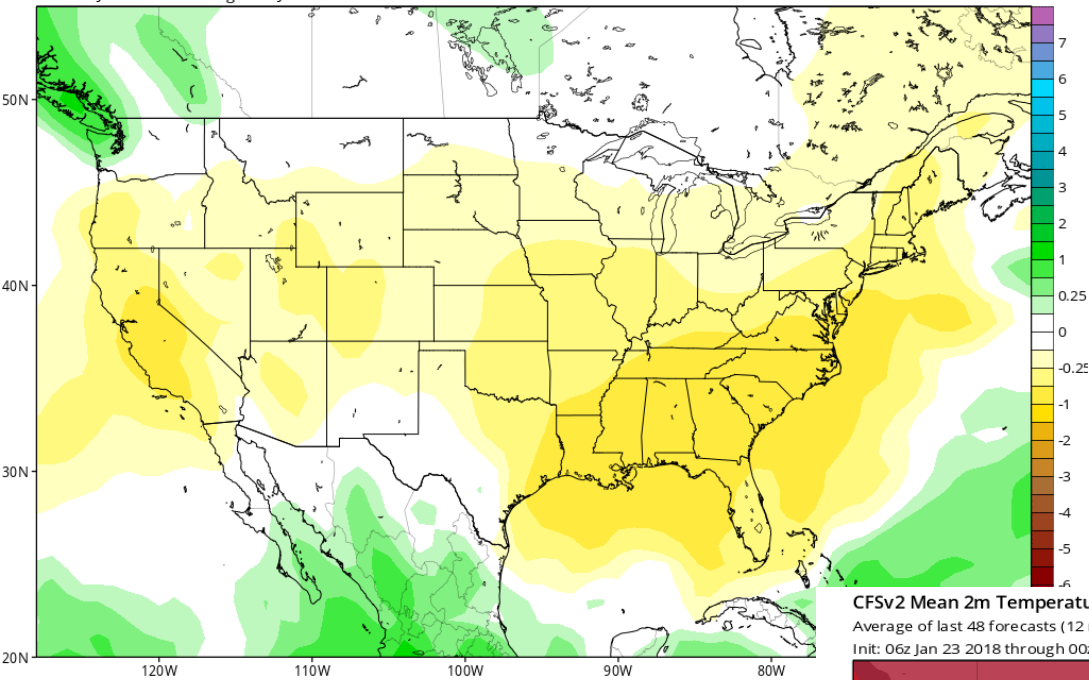 50N
40N
30N
20N
120W
110W
100W
90W
80W
7
6
5
4
3
2
1
0.25
0
-0.25
-1
-2
-3
-4
-5
-6
CFSv2 Mean 2m Temperatu
Average of last 48 forecasts (12
Init: 06z Jan 23 2018 through 00z